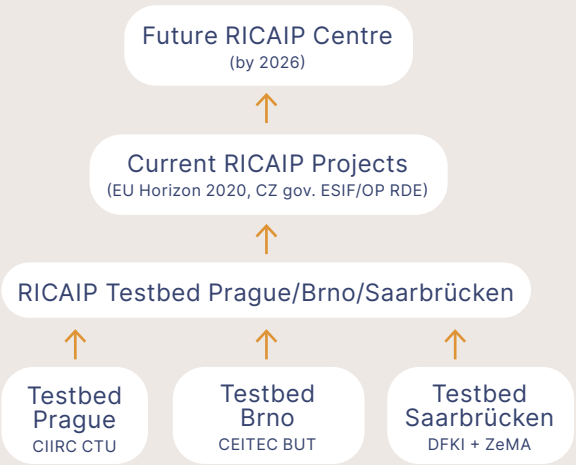 Future RICAIP Centre
(by 2026)
Current RICAIP Projects
(EU Horizon 2020, CZ gov. ESIF/OP RDE)
RICAIP Testbed Prague/Brno/Saarbrücken
Testbed
Prague
CIIRC CTU
Testbed
Brno
CEITEC BUT
Testbed
Saarbrücken
DFKI + ZeMA